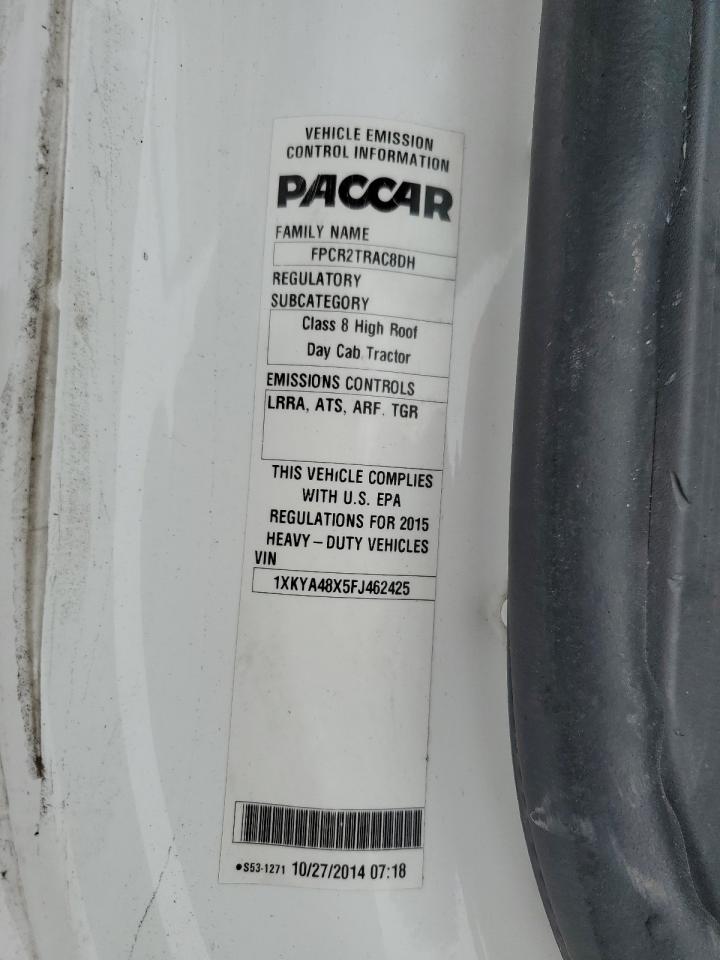 VEHICLE EMISSION
CONTROL INFORMATION
PACCAR
FAMILY NAME
FPCR2TRAC8DH
REGULATORY
SUBCATEGORY
Class 8 High Roof
Day Cab Tractor
EMISSIONS CONTROLS
LRRA, ATS, ARF, TGR
THIS VEHICLE COMPLIES
WITH U.S. EPA
REGULATIONS FOR 2015
HEAVY-DUTY VEHICLES
VIN
1XKYA48X5FJ462425
●S53-1271 10/27/2014 07:18